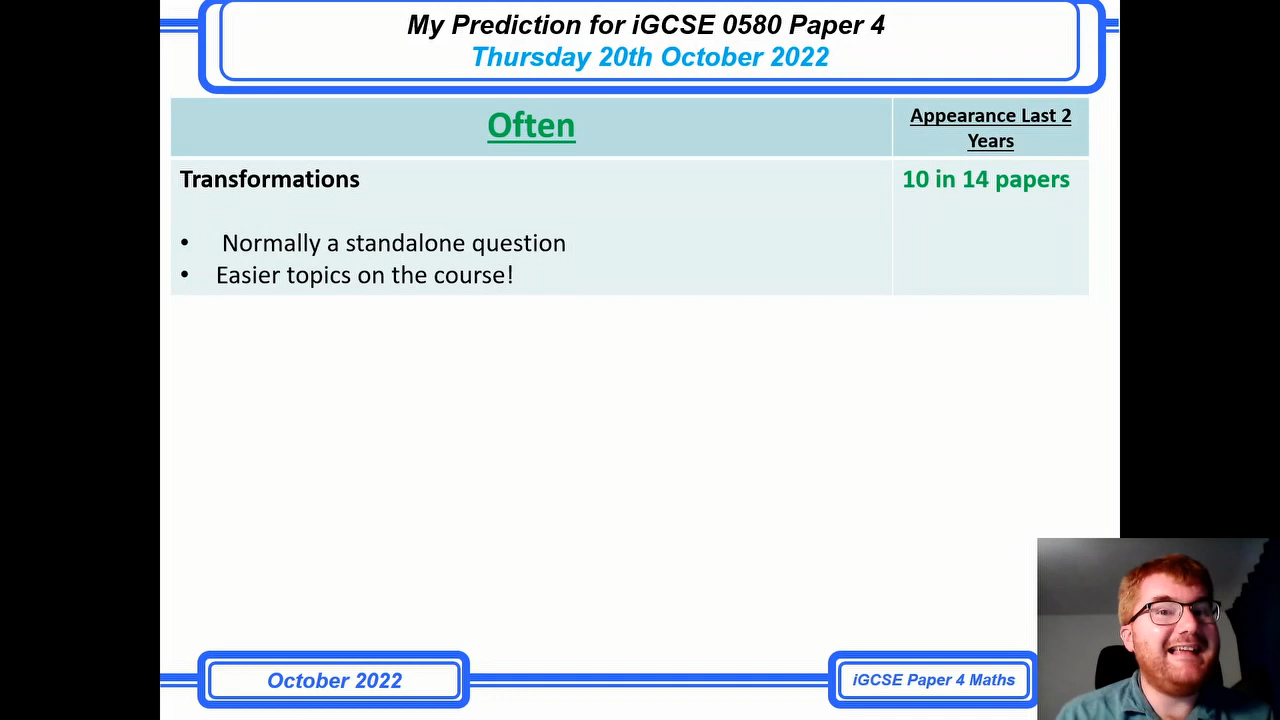 My Prediction for iGCSE 0580 Paper 4
Thursday 20th October 2022
Often
Appearance Last 2
Years
Transformations
10 in 14 papers
• Normally a standalone question
• Easier topics on the course!
October 2022
iGCSE Paper 4 Maths